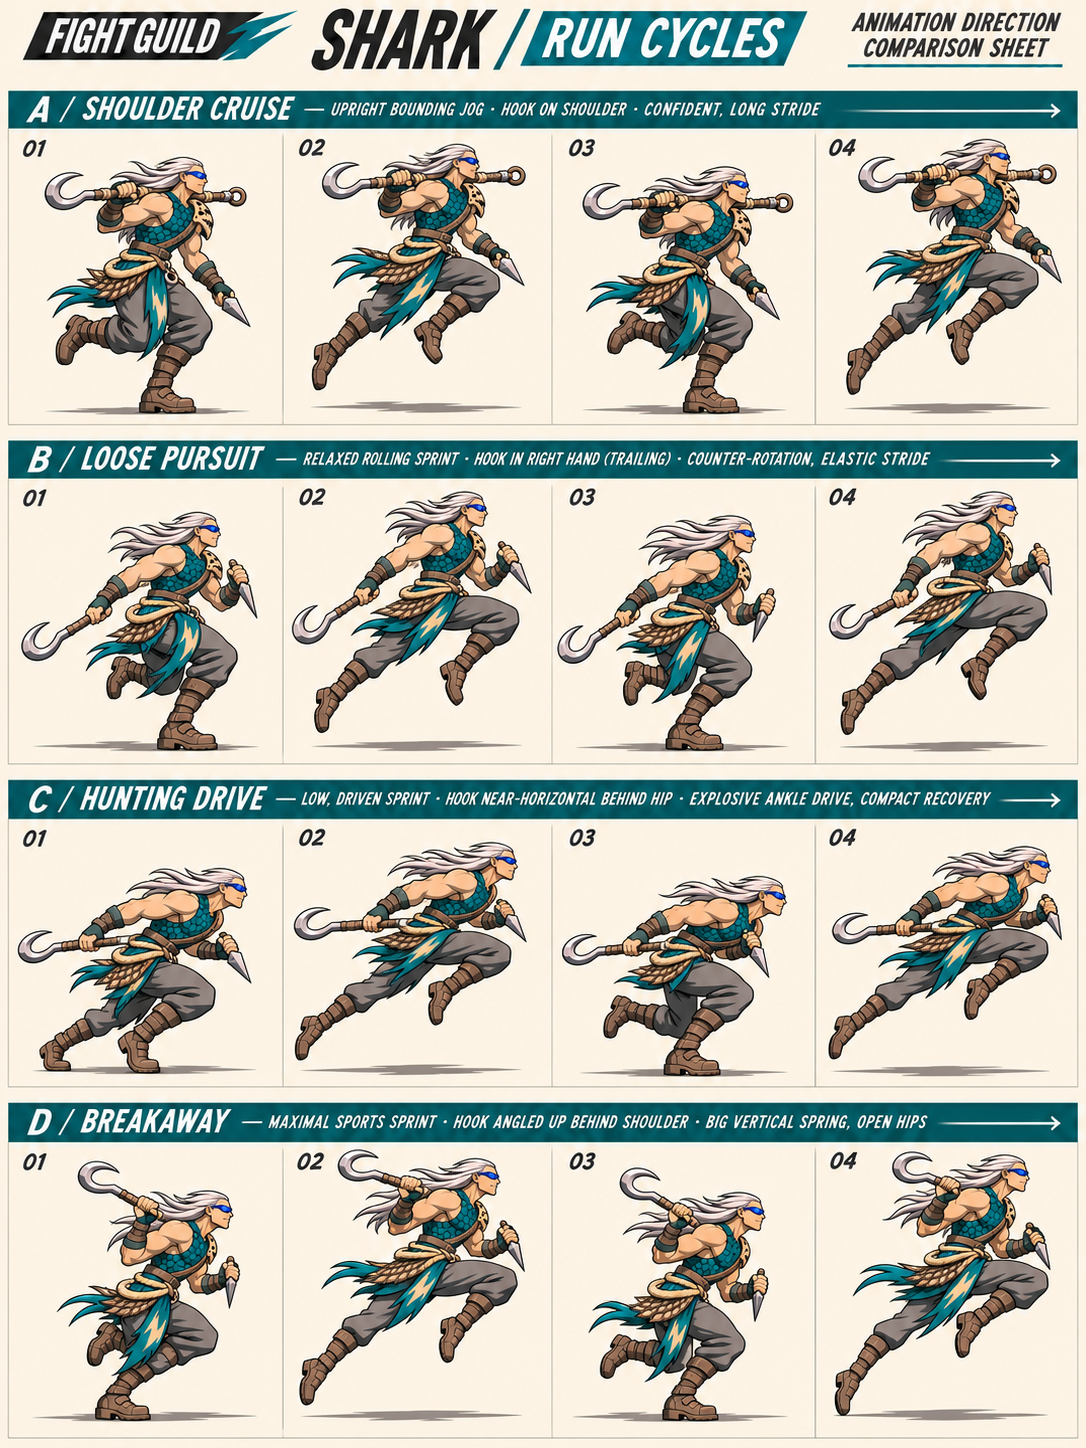 FIGHT GUILD
SHARK / RUN CYCLES
ANIMATION DIRECTION
COMPARISON SHEET
A / SHOULDER CRUISE — UPRIGHT BOUNDING JOG · HOOK ON SHOULDER · CONFIDENT, LONG STRIDE
01
02
03
04
B / LOOSE PURSUIT — RELAXED ROLLING SPRINT · HOOK IN RIGHT HAND (TRAILING) · COUNTER-ROTATION, ELASTIC STRIDE
01
02
03
04
C / HUNTING DRIVE — LOW, DRIVEN SPRINT · HOOK NEAR-HORIZONTAL BEHIND HIP · EXPLOSIVE ANKLE DRIVE, COMPACT RECOVERY
01
02
03
04
D / BREAKAWAY — MAXIMAL SPORTS SPRINT · HOOK ANGLED UP BEHIND SHOULDER · BIG VERTICAL SPRING, OPEN HIPS
01
02
03
04